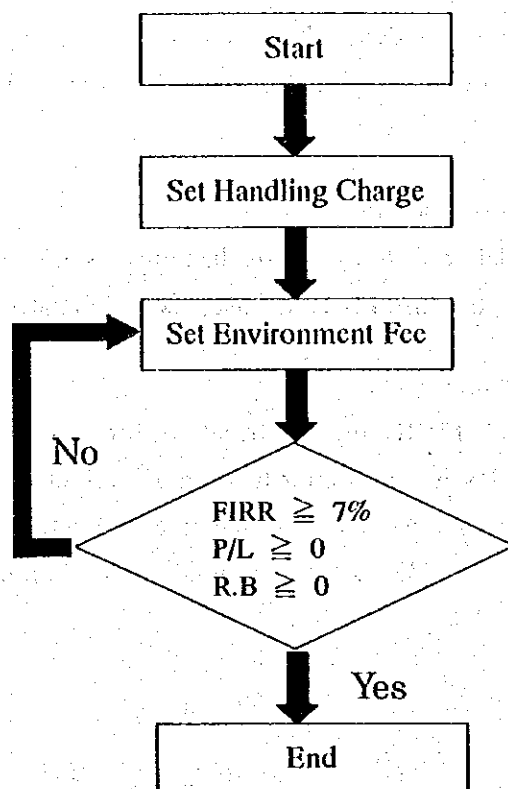 Start
Set Handling Charge
Set Environment Fee
No
FIRR ≧ 7%
P/L ≧ 0
R.B ≧ 0
Yes
End